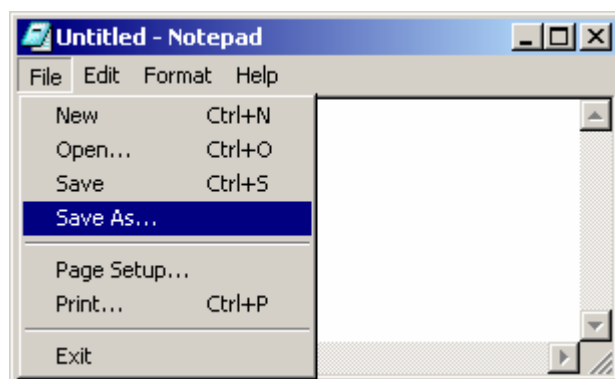 Untitled - Notepad
File Edit Format Help
New Ctrl+N
Open... Ctrl+O
Save Ctrl+S
Save As...
Page Setup...
Print... Ctrl+P
Exit